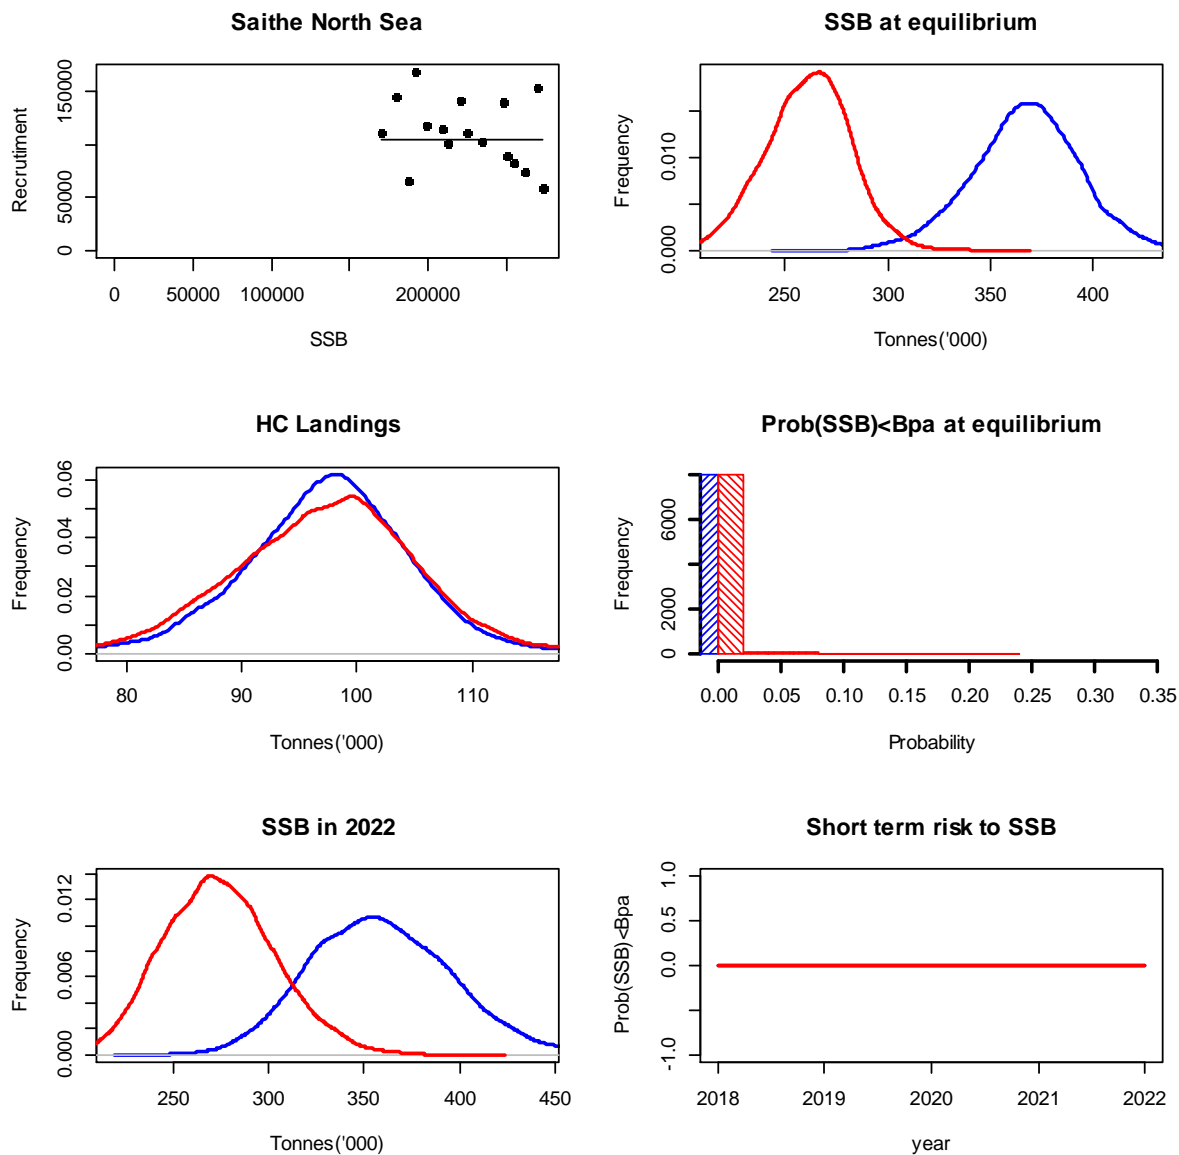 Saithe North Sea
Recrutiment
150000
50000
0
0 50000 100000 200000
SSB
SSB at equilibrium
Frequency
0.010
0.000
250 300 350 400
Tonnes('000)
HC Landings
Frequency
0.06
0.04
0.02
0.00
80 90 100 110
Tonnes('000)
Prob(SSB)<Bpa at equilibrium
Frequency
6000
2000
0
0.00 0.05 0.10 0.15 0.20 0.25 0.30 0.35
Probability
SSB in 2022
Frequency
0.012
0.006
0.000
250 300 350 400 450
Tonnes('000)
Short term risk to SSB
Prob(SSB)<Bpa
1.0
0.5
0.0
-1.0
2018 2019 2020 2021 2022
year